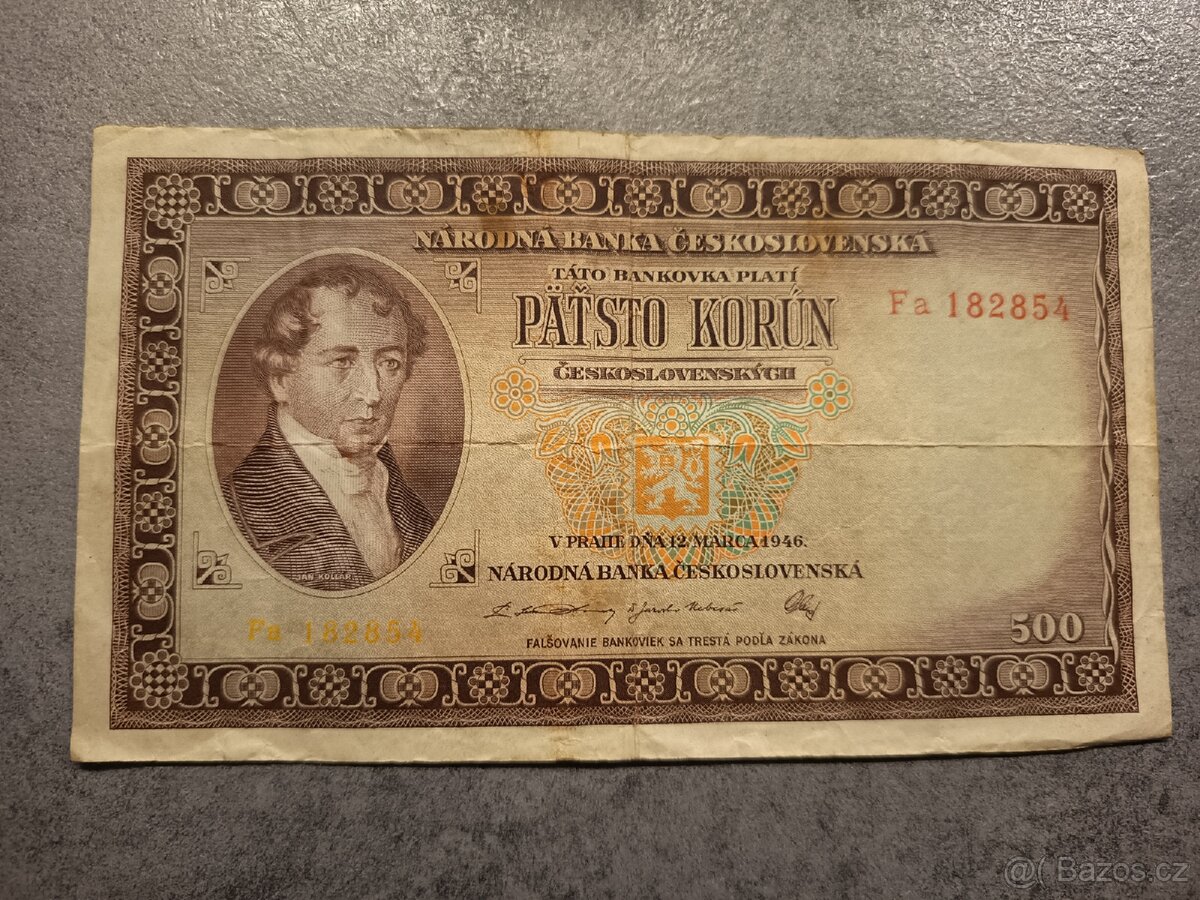 NÁRODNÁ BANKA ČESKOSLOVENSKÁ
TÁTO BANKOVKA PLATÍ
PÄŤSTO KORÚN
ČESKOSLOVENSKÝCH
Fa 182854
V PRAHE DŇA 12. MARCA 1946.
NÁRODNÁ BANKA ČESKOSLOVENSKÁ
JAN KOLLAR
Fa 182854
500
FALŠOVANIE BANKOVIEK SA TRESTÁ PODĽA ZÁKONA
Bazos.cz